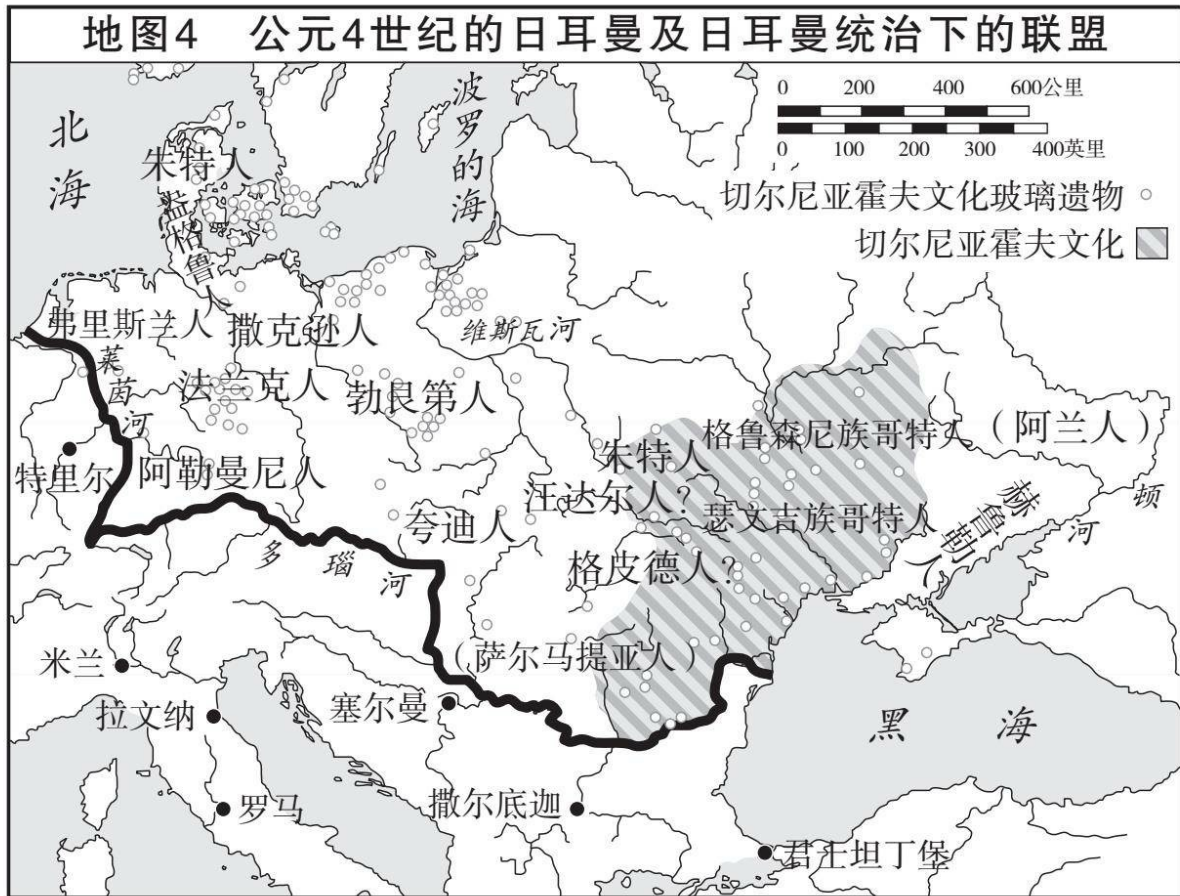 地图4 公元4世纪的日耳曼及日耳曼统治下的联盟
0 200 400 600公里
0 100 200 300 400英里
切尔尼亚霍夫文化玻璃遗物
切尔尼亚霍夫文化
北海
波罗的海
朱特人
盎格鲁人
弗里斯兰人
撒克逊人
维斯瓦河
莱茵河
法兰克人
勃艮第人
格鲁森尼族哥特人
（阿兰人）
朱特人
特里尔
阿勒曼尼人
汪达尔人？
瑟文吉族哥特人
赫鲁勒人
顿河
夸迪人
多瑙河
格皮德人？
（萨尔马提亚人）
米兰
拉文纳
塞尔曼
黑海
罗马
撒尔底迦
君士坦丁堡